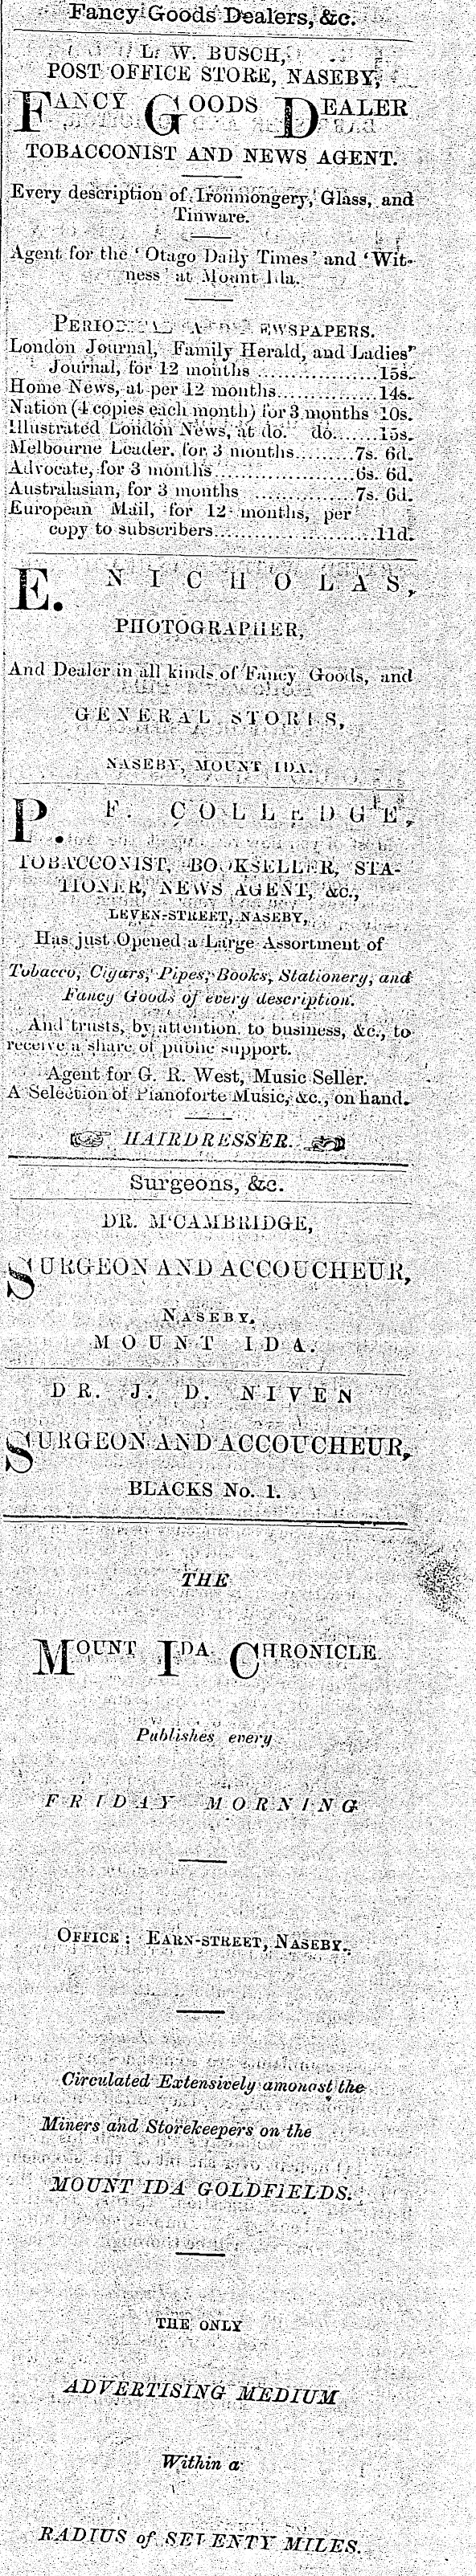 Fancy Goods Dealers, &c.
L. W. BUSCH,
POST OFFICE STORE, NASEBY,
FANCY GOODS DEALER
TOBACCONIST AND NEWS AGENT.
Every description of Ironmongery, Glass, and
Tinware.
Agent for the 'Otago Daily Times' and 'Wit-
ness' at Mount Ida.
NEWSPAPERS.
London Journal, Family Herald, and Ladies'
Journal, for 12 months ..................15s.
Home News, at per 12 months...............14s.
Nation (4 copies each month) for 3 months 10s.
Illustrated London News, at do. do.......15s.
Melbourne Leader, for 3 months.........7s. 6d.
Advocate, for 3 months.....................6s. 6d.
Australasian, for 3 months ...............7s. 6d.
European Mail, for 12 months, per
copy to subscribers........................11d.
E. NICHOLAS,
PHOTOGRAPHER,
And Dealer in all kinds of Fancy Goods, and
GENERAL STORES,
NASEBY, MOUNT IDA.
P. F. COLLEDGE,
TOBACCONIST, BOOKSELLER, STA-
TIONER, NEWS AGENT, &c.,
LEVEN-STREET, NASEBY,
Has just Opened a Large Assortment of
Tobacco, Cigars, Pipes, Books, Stationery, and
Fancy Goods of every description.
And trusts, by attention to business, &c., to
receive a share of public support.
Agent for G. R. West, Music Seller.
A Selection of Pianoforte Music, &c., on hand.
HAIRDRESSER.
Surgeons, &c.
DR. M'CAMBRIDGE,
SURGEON AND ACCOUCHEUR,
NASEBY,
MOUNT IDA.
DR. J. D. NIVEN
SURGEON AND ACCOUCHEUR,
BLACKS No. 1.
THE
MOUNT IDA CHRONICLE
Publishes every
FRIDAY MORNING
OFFICE: EARN-STREET, NASEBY.
Circulated Extensively amongst the
Miners and Storekeepers on the
MOUNT IDA GOLDFIELDS.
THE ONLY
ADVERTISING MEDIUM
Within a
RADIUS of SEVENTY MILES.